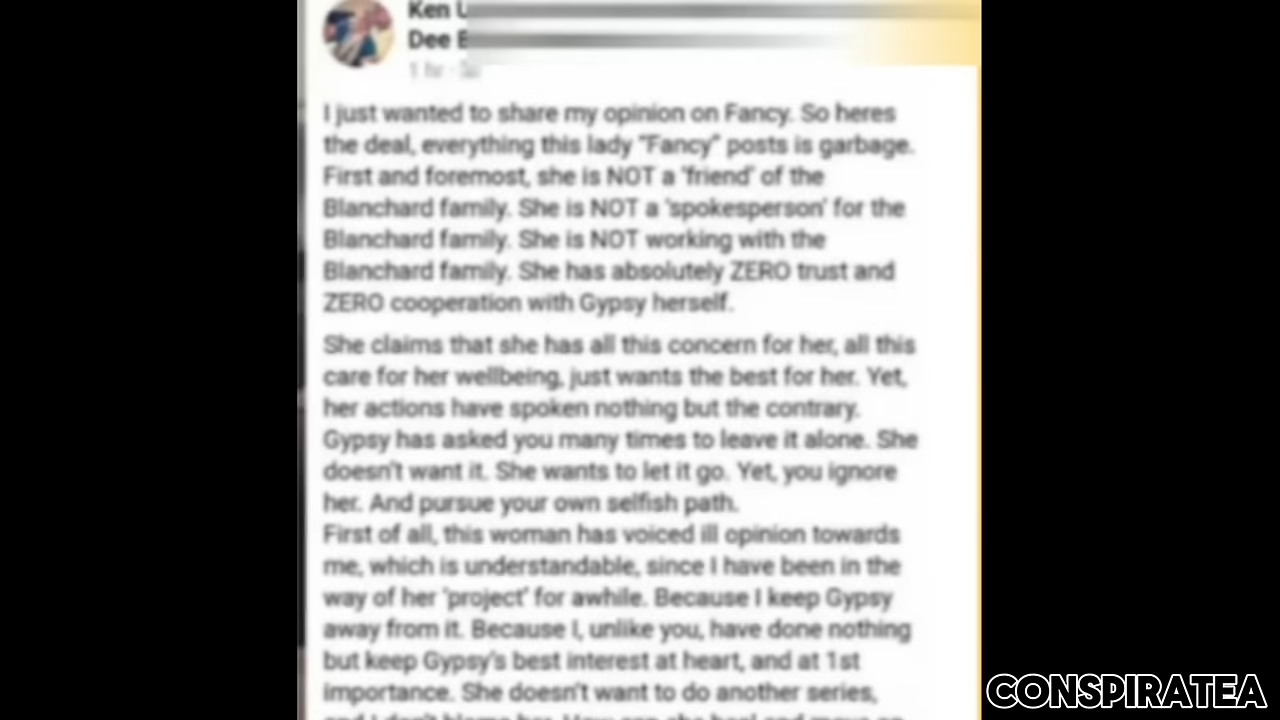 Ken
Dee
1 hr
I just wanted to share my opinion on Fancy. So heres
the deal, everything this lady "Fancy" posts is garbage.
First and foremost, she is NOT a 'friend' of the
Blanchard family. She is NOT a 'spokesperson' for the
Blanchard family. She is NOT working with the
Blanchard family. She has absolutely ZERO trust and
ZERO cooperation with Gypsy herself.
She claims that she has all this concern for her, all this
care for her wellbeing, just wants the best for her. Yet,
her actions have spoken nothing but the contrary.
Gypsy has asked you many times to leave it alone. She
doesn't want it. She wants to let it go. Yet, you ignore
her. And pursue your own selfish path.
First of all, this woman has voiced ill opinion towards
me, which is understandable, since I have been in the
way of her 'project' for awhile. Because I keep Gypsy
away from it. Because I, unlike you, have done nothing
but keep Gypsy's best interest at heart, and at 1st
importance. She doesn't want to do another series,
CONSPIRATEA